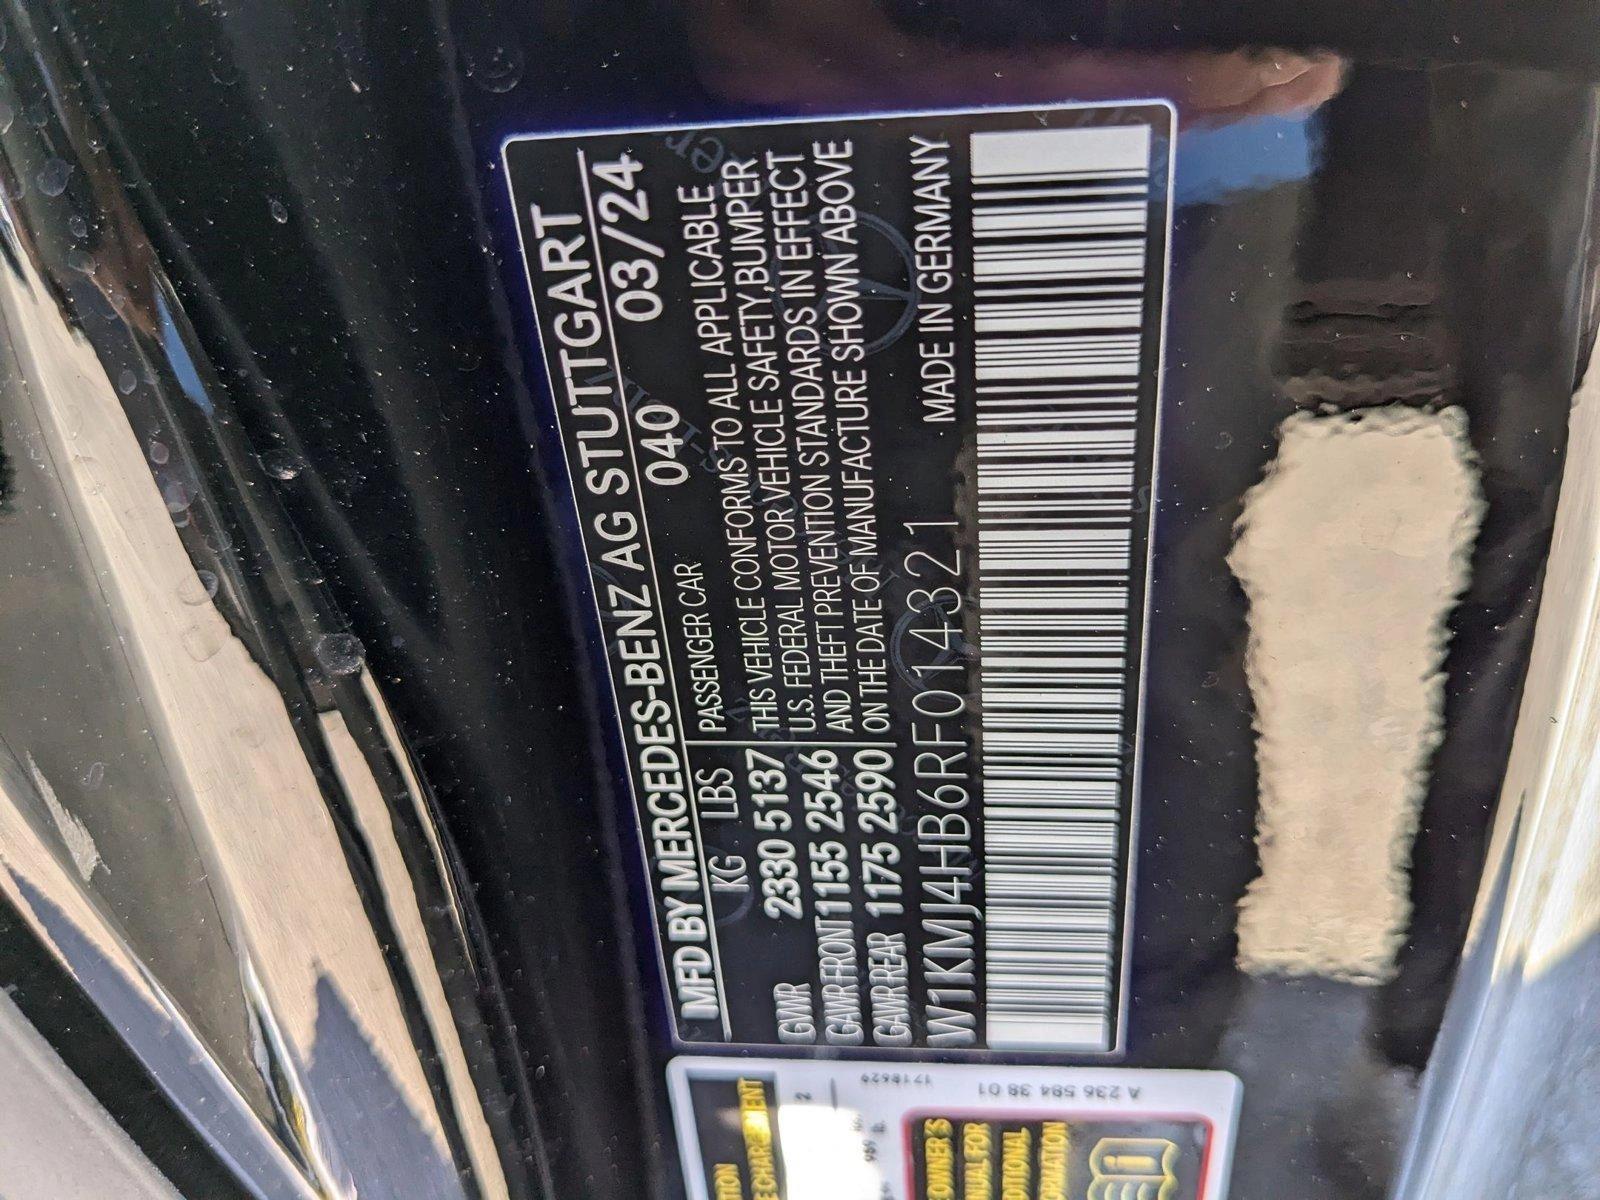 MFD BY MERCEDES-BENZ AG STUTTGART
KG LBS PASSENGER CAR 040 03/24
GVWR 2330 5137 THIS VEHICLE CONFORMS TO ALL APPLICABLE
GAWR FRONT 1155 2546 U.S. FEDERAL MOTOR VEHICLE SAFETY, BUMPER
GAWR REAR 1175 2590 AND THEFT PREVENTION STANDARDS IN EFFECT
ON THE DATE OF MANUFACTURE SHOWN ABOVE
W1KMJ4HB6RF014321 MADE IN GERMANY
A 236 584 38 01
1718629